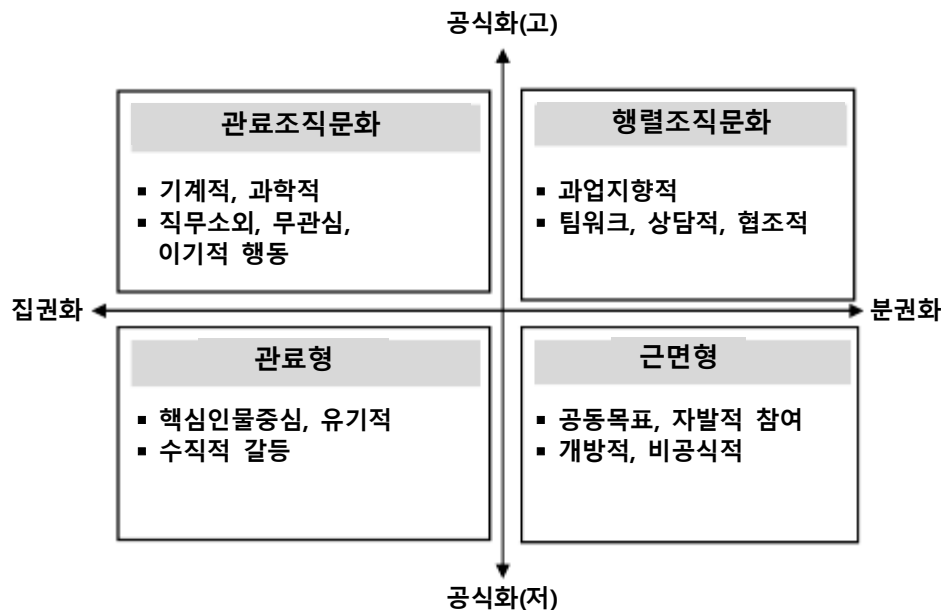 공식화(고)
관료조직문화
▪ 기계적, 과학적
▪ 직무소외, 무관심,
이기적 행동
행렬조직문화
▪ 과업지향적
▪ 팀워크, 상담적, 협조적
집권화
분권화
관료형
▪ 핵심인물중심, 유기적
▪ 수직적 갈등
근면형
▪ 공동목표, 자발적 참여
▪ 개방적, 비공식적
공식화(저)